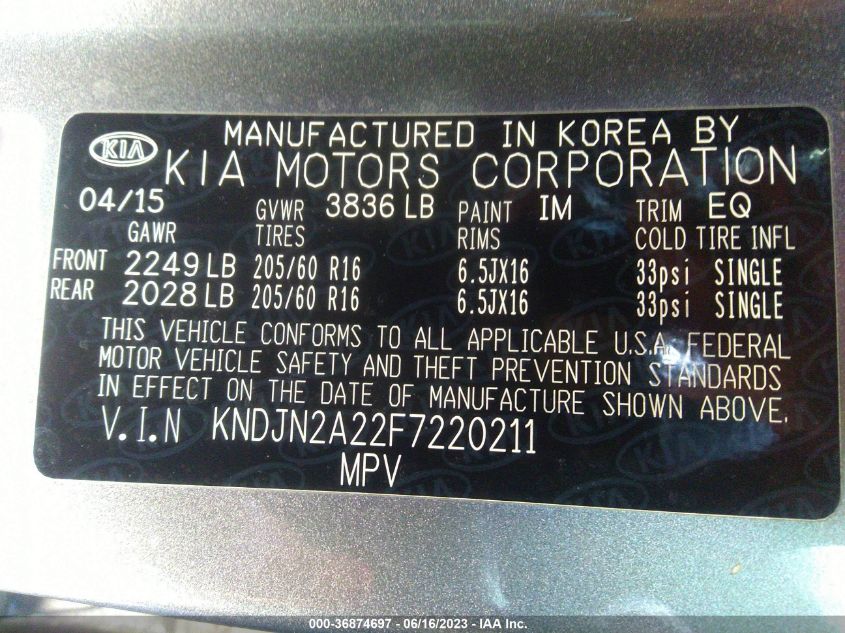 MANUFACTURED IN KOREA BY
KIA KIA MOTORS CORPORATION
04/15 GVWR 3836 LB PAINT IM TRIM EQ
GAWR TIRES RIMS COLD TIRE INFL
FRONT 2249 LB 205/60 R16 6.5JX16 33psi SINGLE
REAR 2028 LB 205/60 R16 6.5JX16 33psi SINGLE
THIS VEHICLE CONFORMS TO ALL APPLICABLE U.S.A. FEDERAL
MOTOR VEHICLE SAFETY AND THEFT PREVENTION STANDARDS
IN EFFECT ON THE DATE OF MANUFACTURE SHOWN ABOVE.
V.I.N KNDJN2A22F7220211
MPV
000-36874697 - 06/16/2023 - IAA Inc.